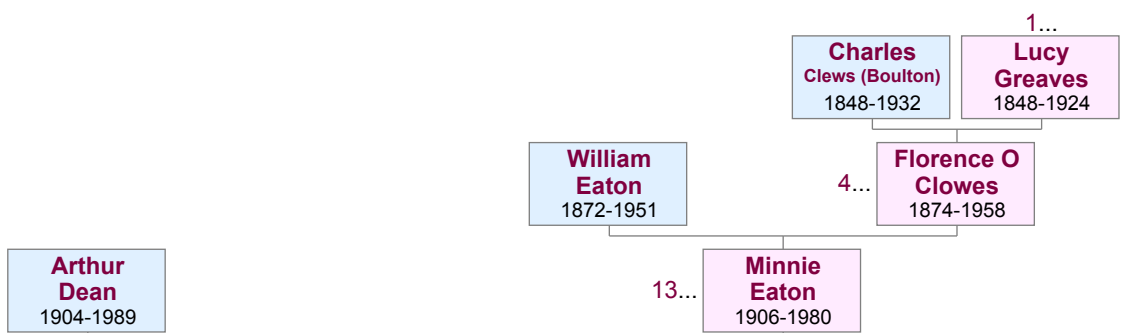 1...
Charles
Clews (Boulton)
1848-1932
Lucy
Greaves
1848-1924
William
Eaton
1872-1951
4...
Florence O
Clowes
1874-1958
Arthur
Dean
1904-1989
13...
Minnie
Eaton
1906-1980